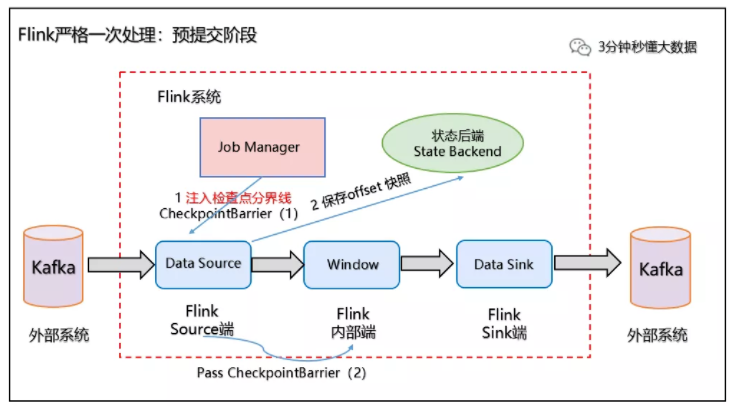 Flink严格一次处理：预提交阶段
3分钟秒懂大数据
Flink系统
Job Manager
状态后端
State Backend
1 注入检查点分界线
CheckpointBarrier（1）
2 保存offset 快照
Kafka
Data Source
Window
Data Sink
Kafka
外部系统
Flink
Source端
Flink
内部端
Flink
Sink端
外部系统
Pass CheckpointBarrier（2）